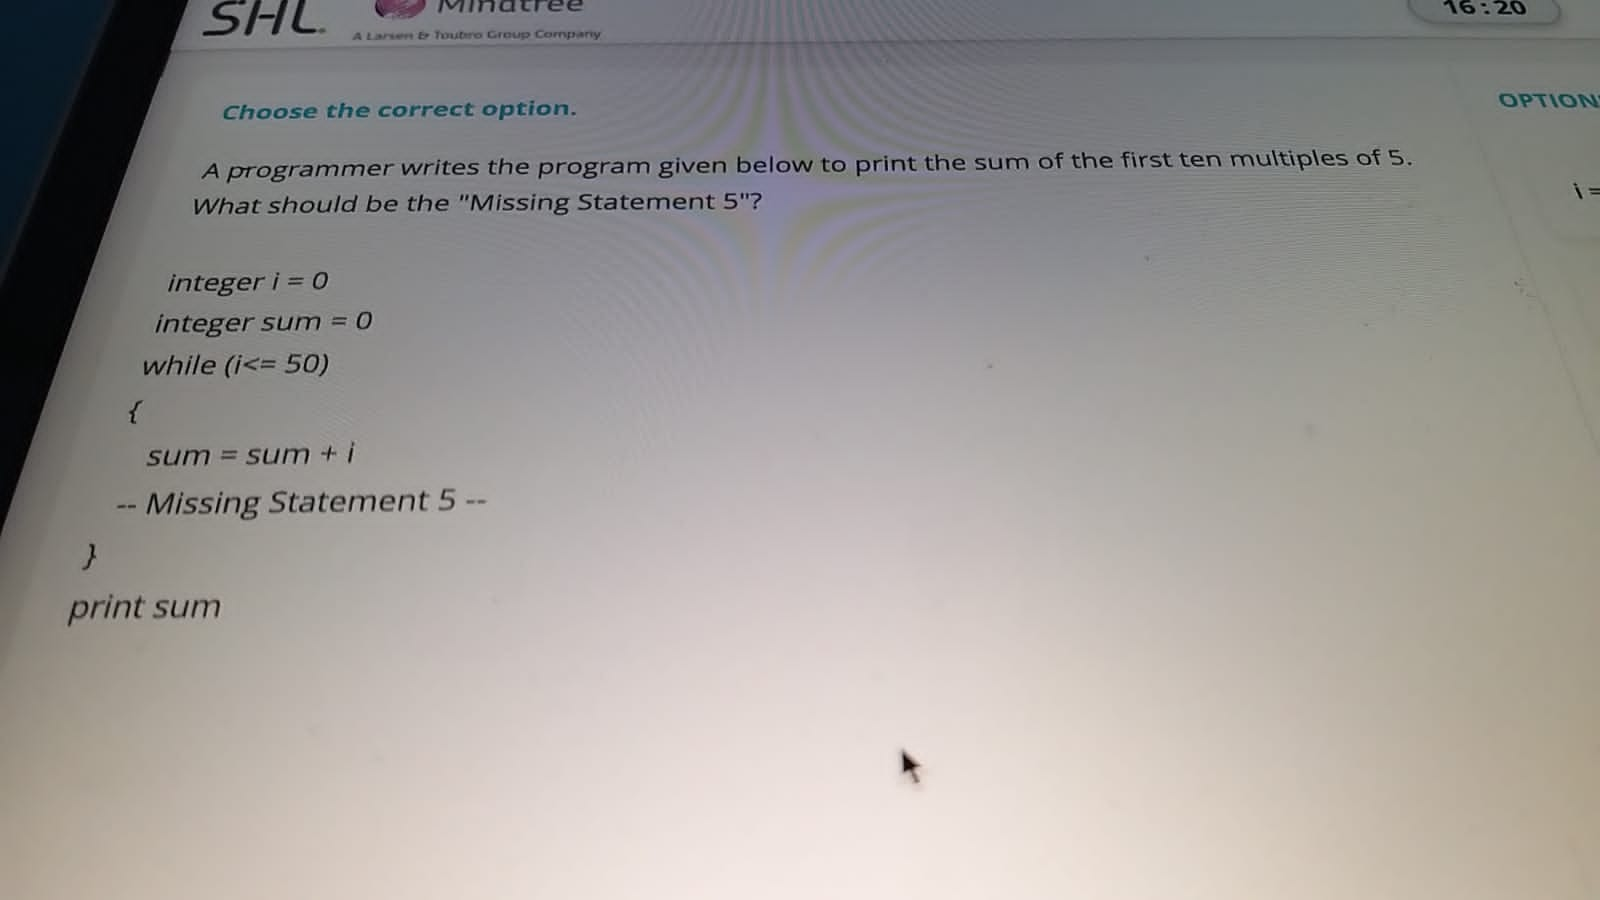 SHL.
Mindtree
A Larsen & Toubro Group Company
16:20
Choose the correct option.
OPTION
A programmer writes the program given below to print the sum of the first ten multiples of 5.
What should be the "Missing Statement 5"?
i =
integer i = 0
integer sum = 0
while (i<= 50)
{
sum = sum + i
-- Missing Statement 5 --
}
print sum